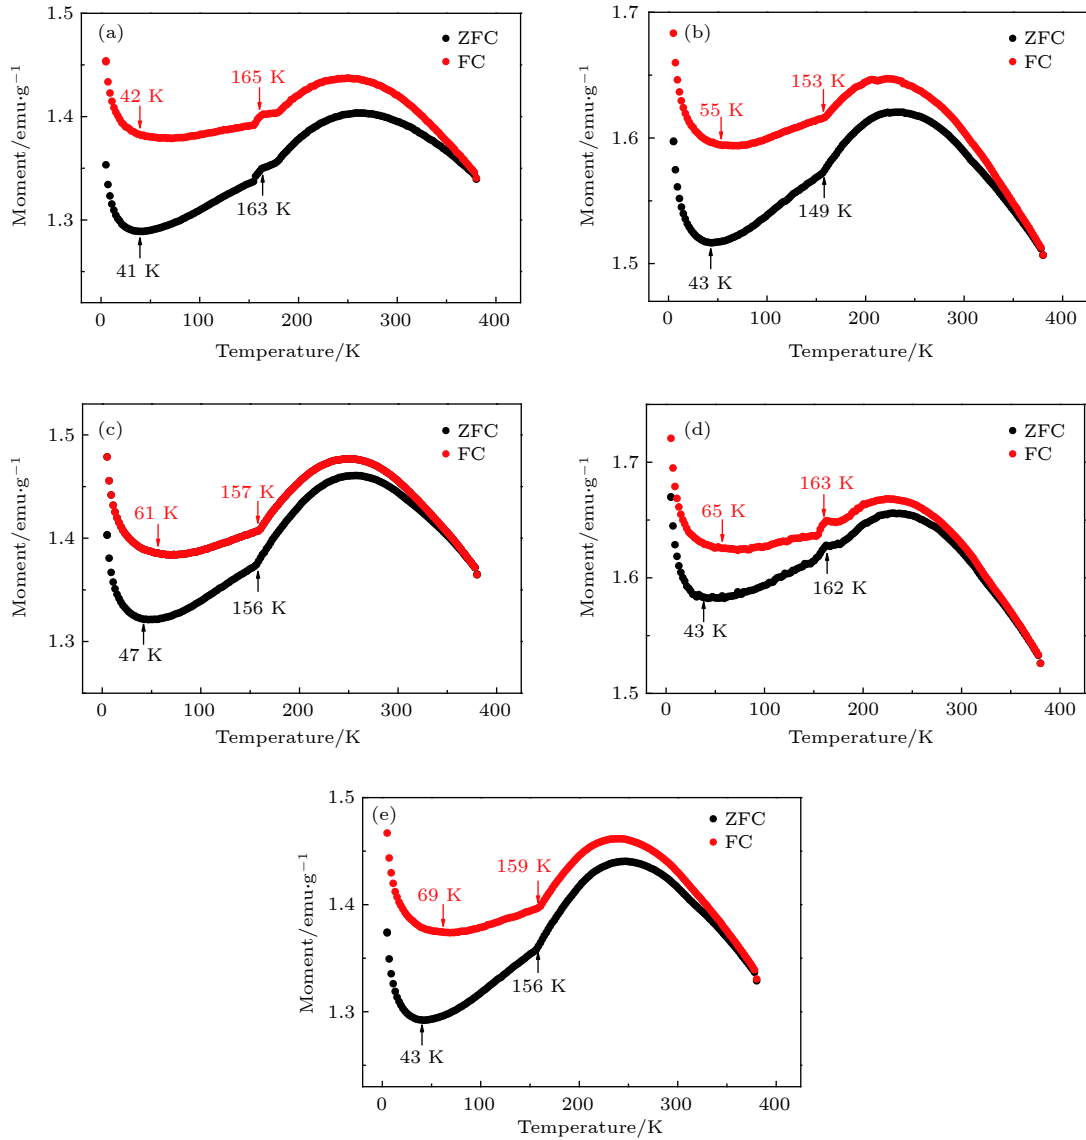 (a)
ZFC
FC
42 K
165 K
163 K
41 K
1.5
1.4
1.3
Moment/emu·g⁻¹
0 100 200 300 400
Temperature/K
(b)
ZFC
FC
55 K
153 K
149 K
43 K
1.7
1.6
1.5
Moment/emu·g⁻¹
0 100 200 300 400
Temperature/K
(c)
ZFC
FC
61 K
157 K
156 K
47 K
1.5
1.4
1.3
Moment/emu·g⁻¹
0 100 200 300 400
Temperature/K
(d)
ZFC
FC
65 K
163 K
162 K
43 K
1.7
1.6
1.5
Moment/emu·g⁻¹
0 100 200 300 400
Temperature/K
(e)
ZFC
FC
69 K
159 K
156 K
43 K
1.5
1.4
1.3
Moment/emu·g⁻¹
0 100 200 300 400
Temperature/K